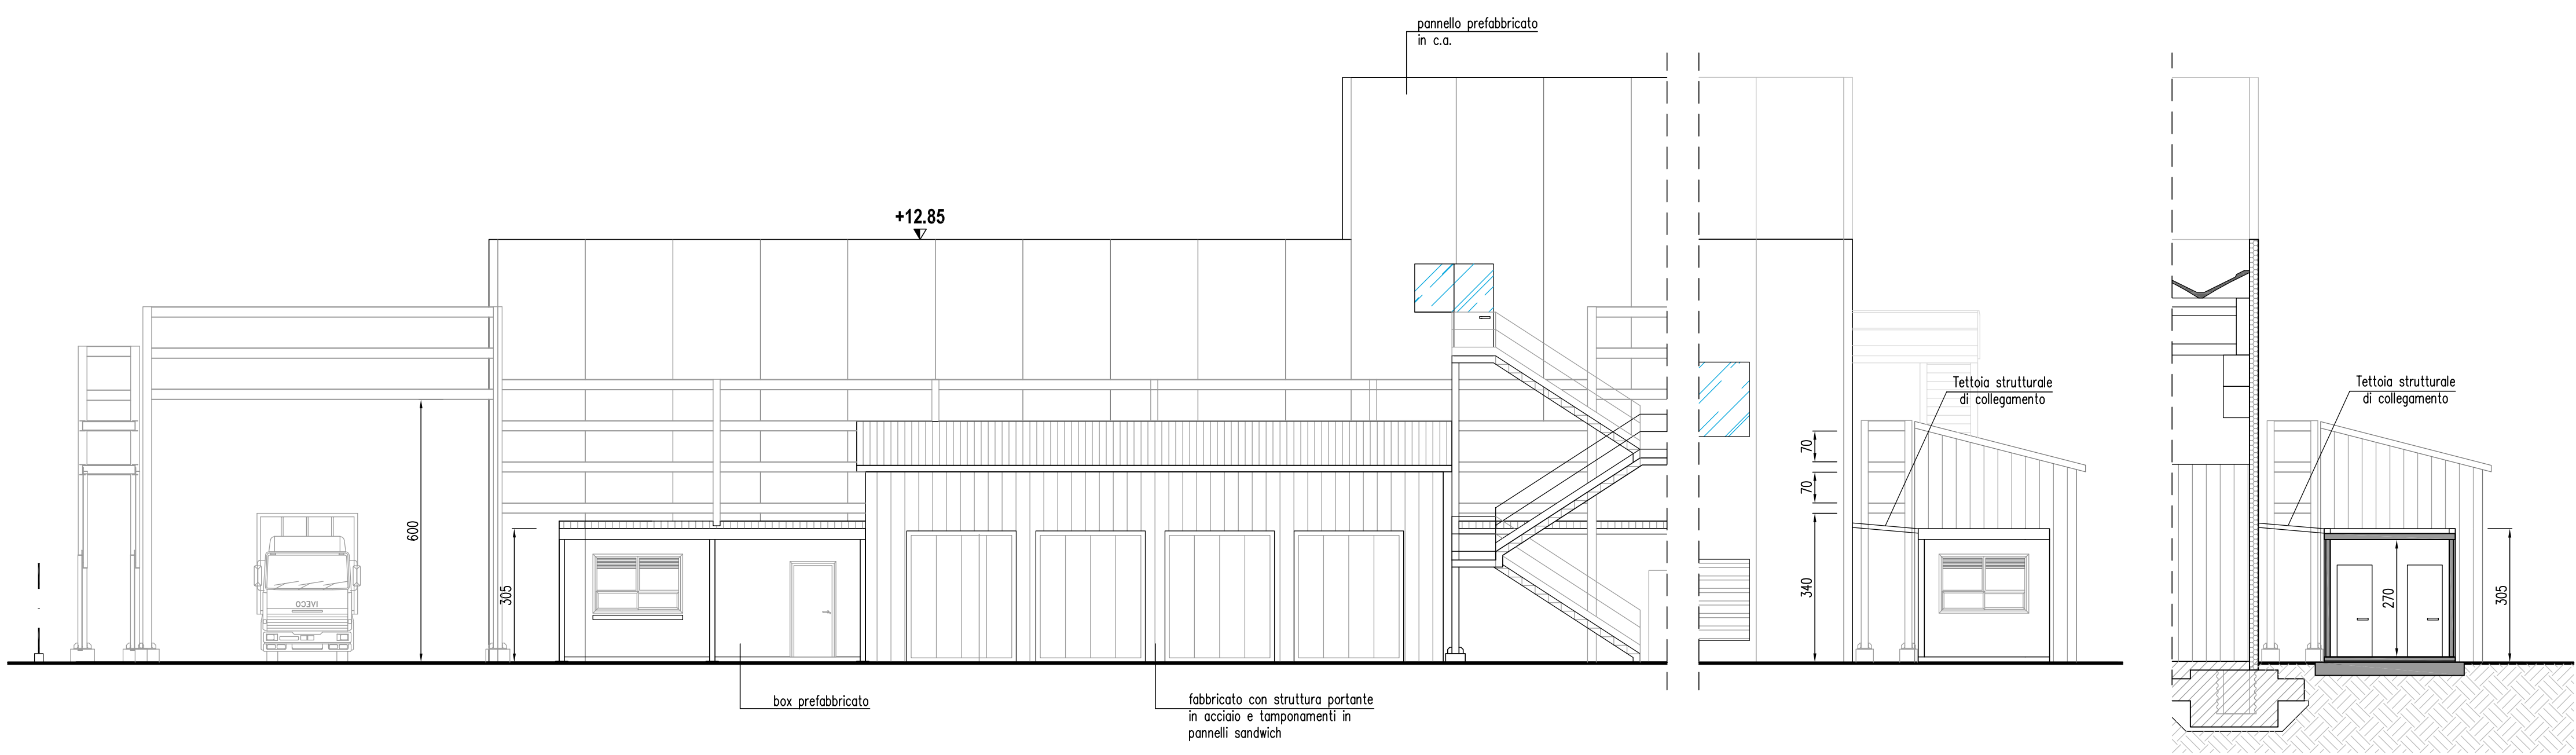 pannello prefabbricato
in c.a.
+12.85
Tettoia strutturale
di collegamento
Tettoia strutturale
di collegamento
600
305
70
70
340
270
305
IVECO
box prefabbricato
fabbricato con struttura portante
in acciaio e tamponamenti in
pannelli sandwich